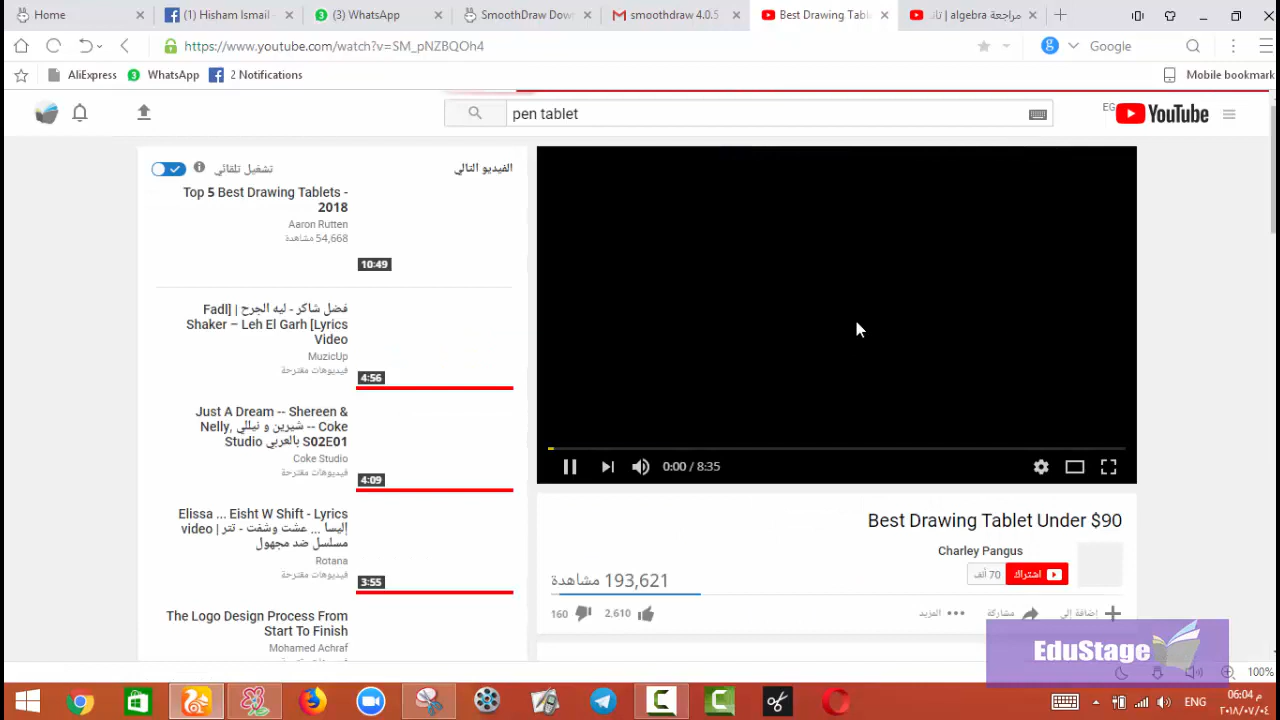 Home
(1) Hinam Ismail -
(3) WhatsApp
SmoothDraw Dow
smoothdraw 4.0.5
Best Drawing Tabl
مراجعة | algebra
https://www.youtube.com/watch?v=SM_pNZBQOh4
Google
AliExpress
WhatsApp
2 Notifications
Mobile bookmark
pen tablet
EG
YouTube
تشغيل تلقائي
الفيديو التالي
Top 5 Best Drawing Tablets -
2018
Aaron Rutten
54,668 مشاهدة
10:49
فضل شاكر - ليه الجرح | [Fadl
Shaker – Leh El Garh [Lyrics
Video
MuzicUp
فيديوهات مقترحة
4:56
Just A Dream -- Shereen &
Nelly, شيرين و نيللي -- Coke
Studio بالعربي S02E01
Coke Studio
فيديوهات مقترحة
4:09
Elissa ... Eisht W Shift - Lyrics
video | إليسا ... عشت وشفت - تتر
مسلسل ضد مجهول
Rotana
فيديوهات مقترحة
3:55
The Logo Design Process From
Start To Finish
Mohamed Achraf
0:00 / 8:35
Best Drawing Tablet Under $90
Charley Pangus
اشتراك
70 ألف
193,621 مشاهدة
160
2.610
المزيد
مشاركة
إضافة إلى
EduStage
100%
ENG
06:04 م
٢٠١٨/٠٧/٠٤